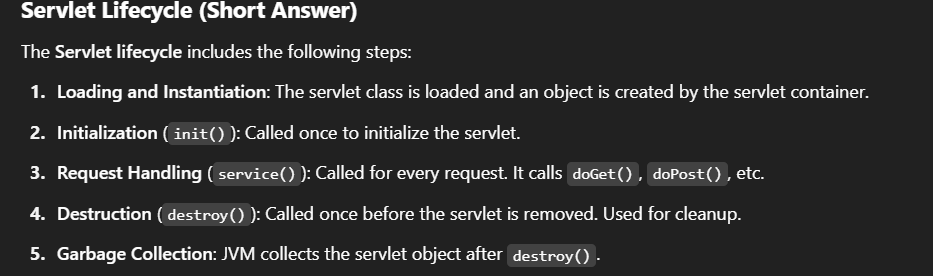 Servlet Lifecycle (Short Answer)
The Servlet lifecycle includes the following steps:
1. Loading and Instantiation: The servlet class is loaded and an object is created by the servlet container.
2. Initialization (init()): Called once to initialize the servlet.
3. Request Handling (service()): Called for every request. It calls doGet(), doPost(), etc.
4. Destruction (destroy()): Called once before the servlet is removed. Used for cleanup.
5. Garbage Collection: JVM collects the servlet object after destroy().